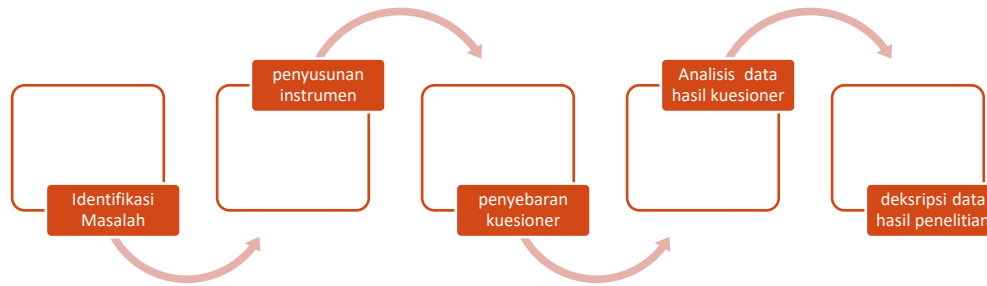 Identifikasi
Masalah
penyusunan
instrumen
penyebaran
kuesioner
Analisis data
hasil kuesioner
deksripsi data
hasil penelitian